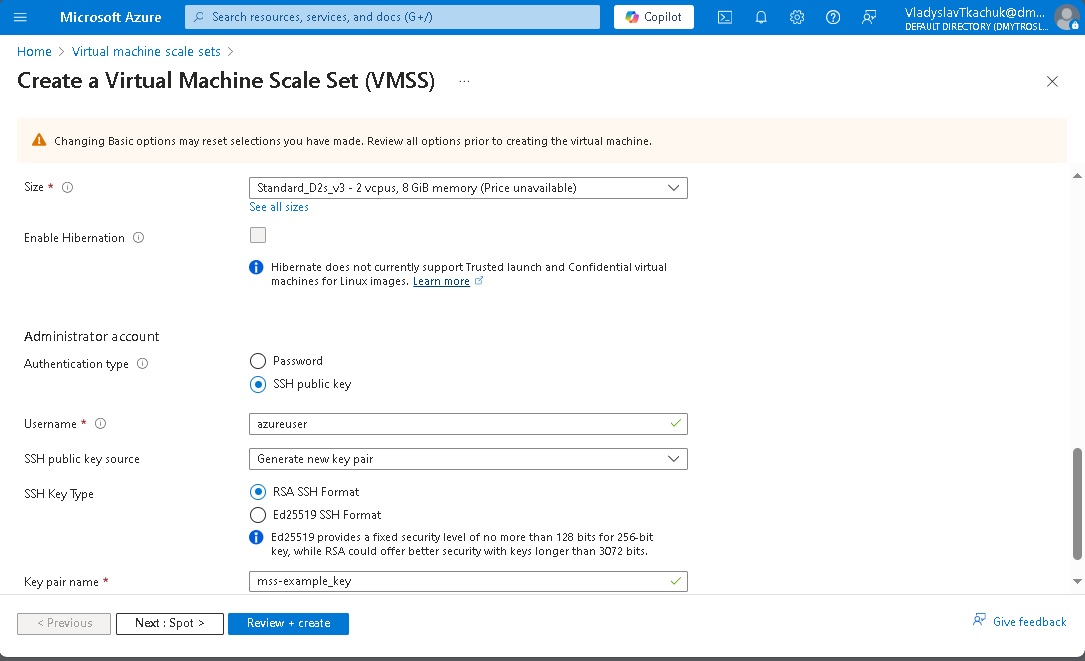 Microsoft Azure
Search resources, services, and docs (G+/)
Copilot
VladyslavTkachuk@dm...
DEFAULT DIRECTORY (DMYTROSL...
Home > Virtual machine scale sets >
Create a Virtual Machine Scale Set (VMSS) ...
Changing Basic options may reset selections you have made. Review all options prior to creating the virtual machine.
Size *
Standard_D2s_v3 - 2 vcpus, 8 GiB memory (Price unavailable)
See all sizes
Enable Hibernation
Hibernate does not currently support Trusted launch and Confidential virtual
machines for Linux images. Learn more
Administrator account
Authentication type
Password
SSH public key
Username *
azureuser
SSH public key source
Generate new key pair
SSH Key Type
RSA SSH Format
Ed25519 SSH Format
Ed25519 provides a fixed security level of no more than 128 bits for 256-bit
key, while RSA could offer better security with keys longer than 3072 bits.
Key pair name *
mss-example_key
< Previous
Next : Spot >
Review + create
Give feedback